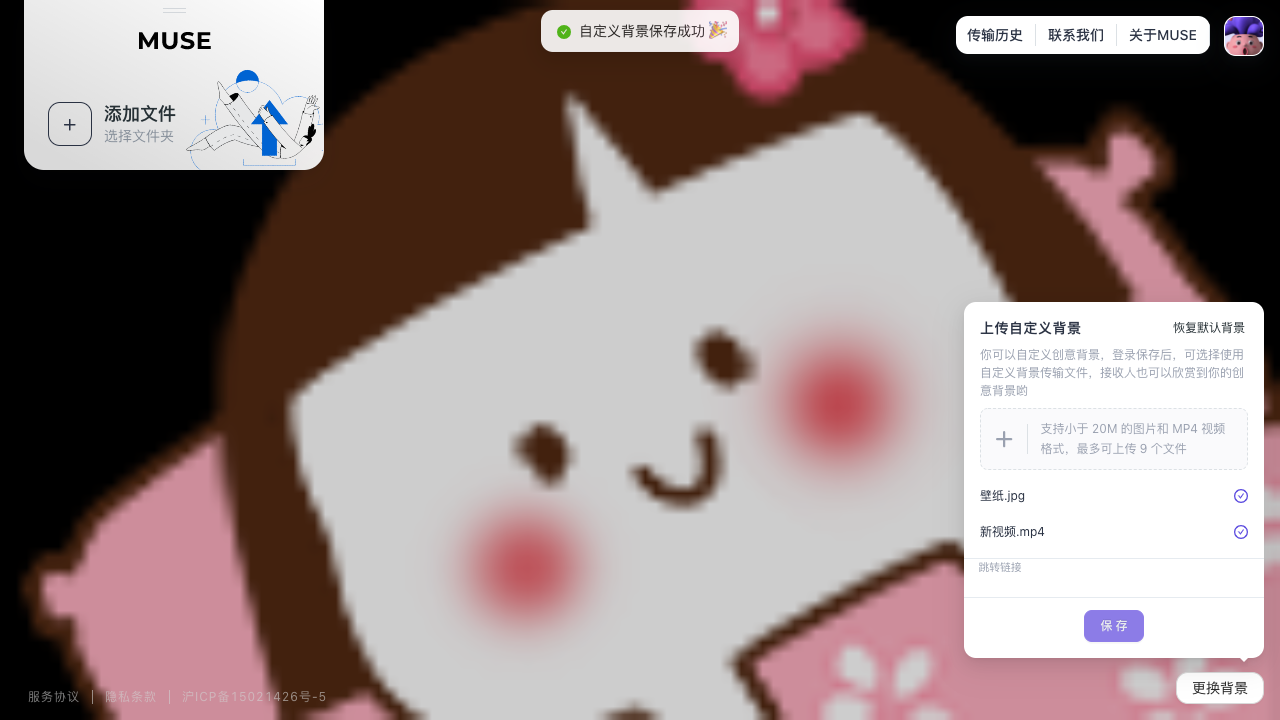 MUSE
添加文件
选择文件夹
自定义背景保存成功
传输历史
联系我们
关于MUSE
上传自定义背景
恢复默认背景
你可以自定义创意背景，登录保存后，可选择使用
自定义背景传输文件，接收人也可以欣赏到你的创
意背景哟
支持小于 20M 的图片和 MP4 视频
格式，最多可上传 9 个文件
壁纸.jpg
新视频.mp4
跳转链接
保 存
更换背景
服务协议 | 隐私条款 | 沪ICP备15021426号-5